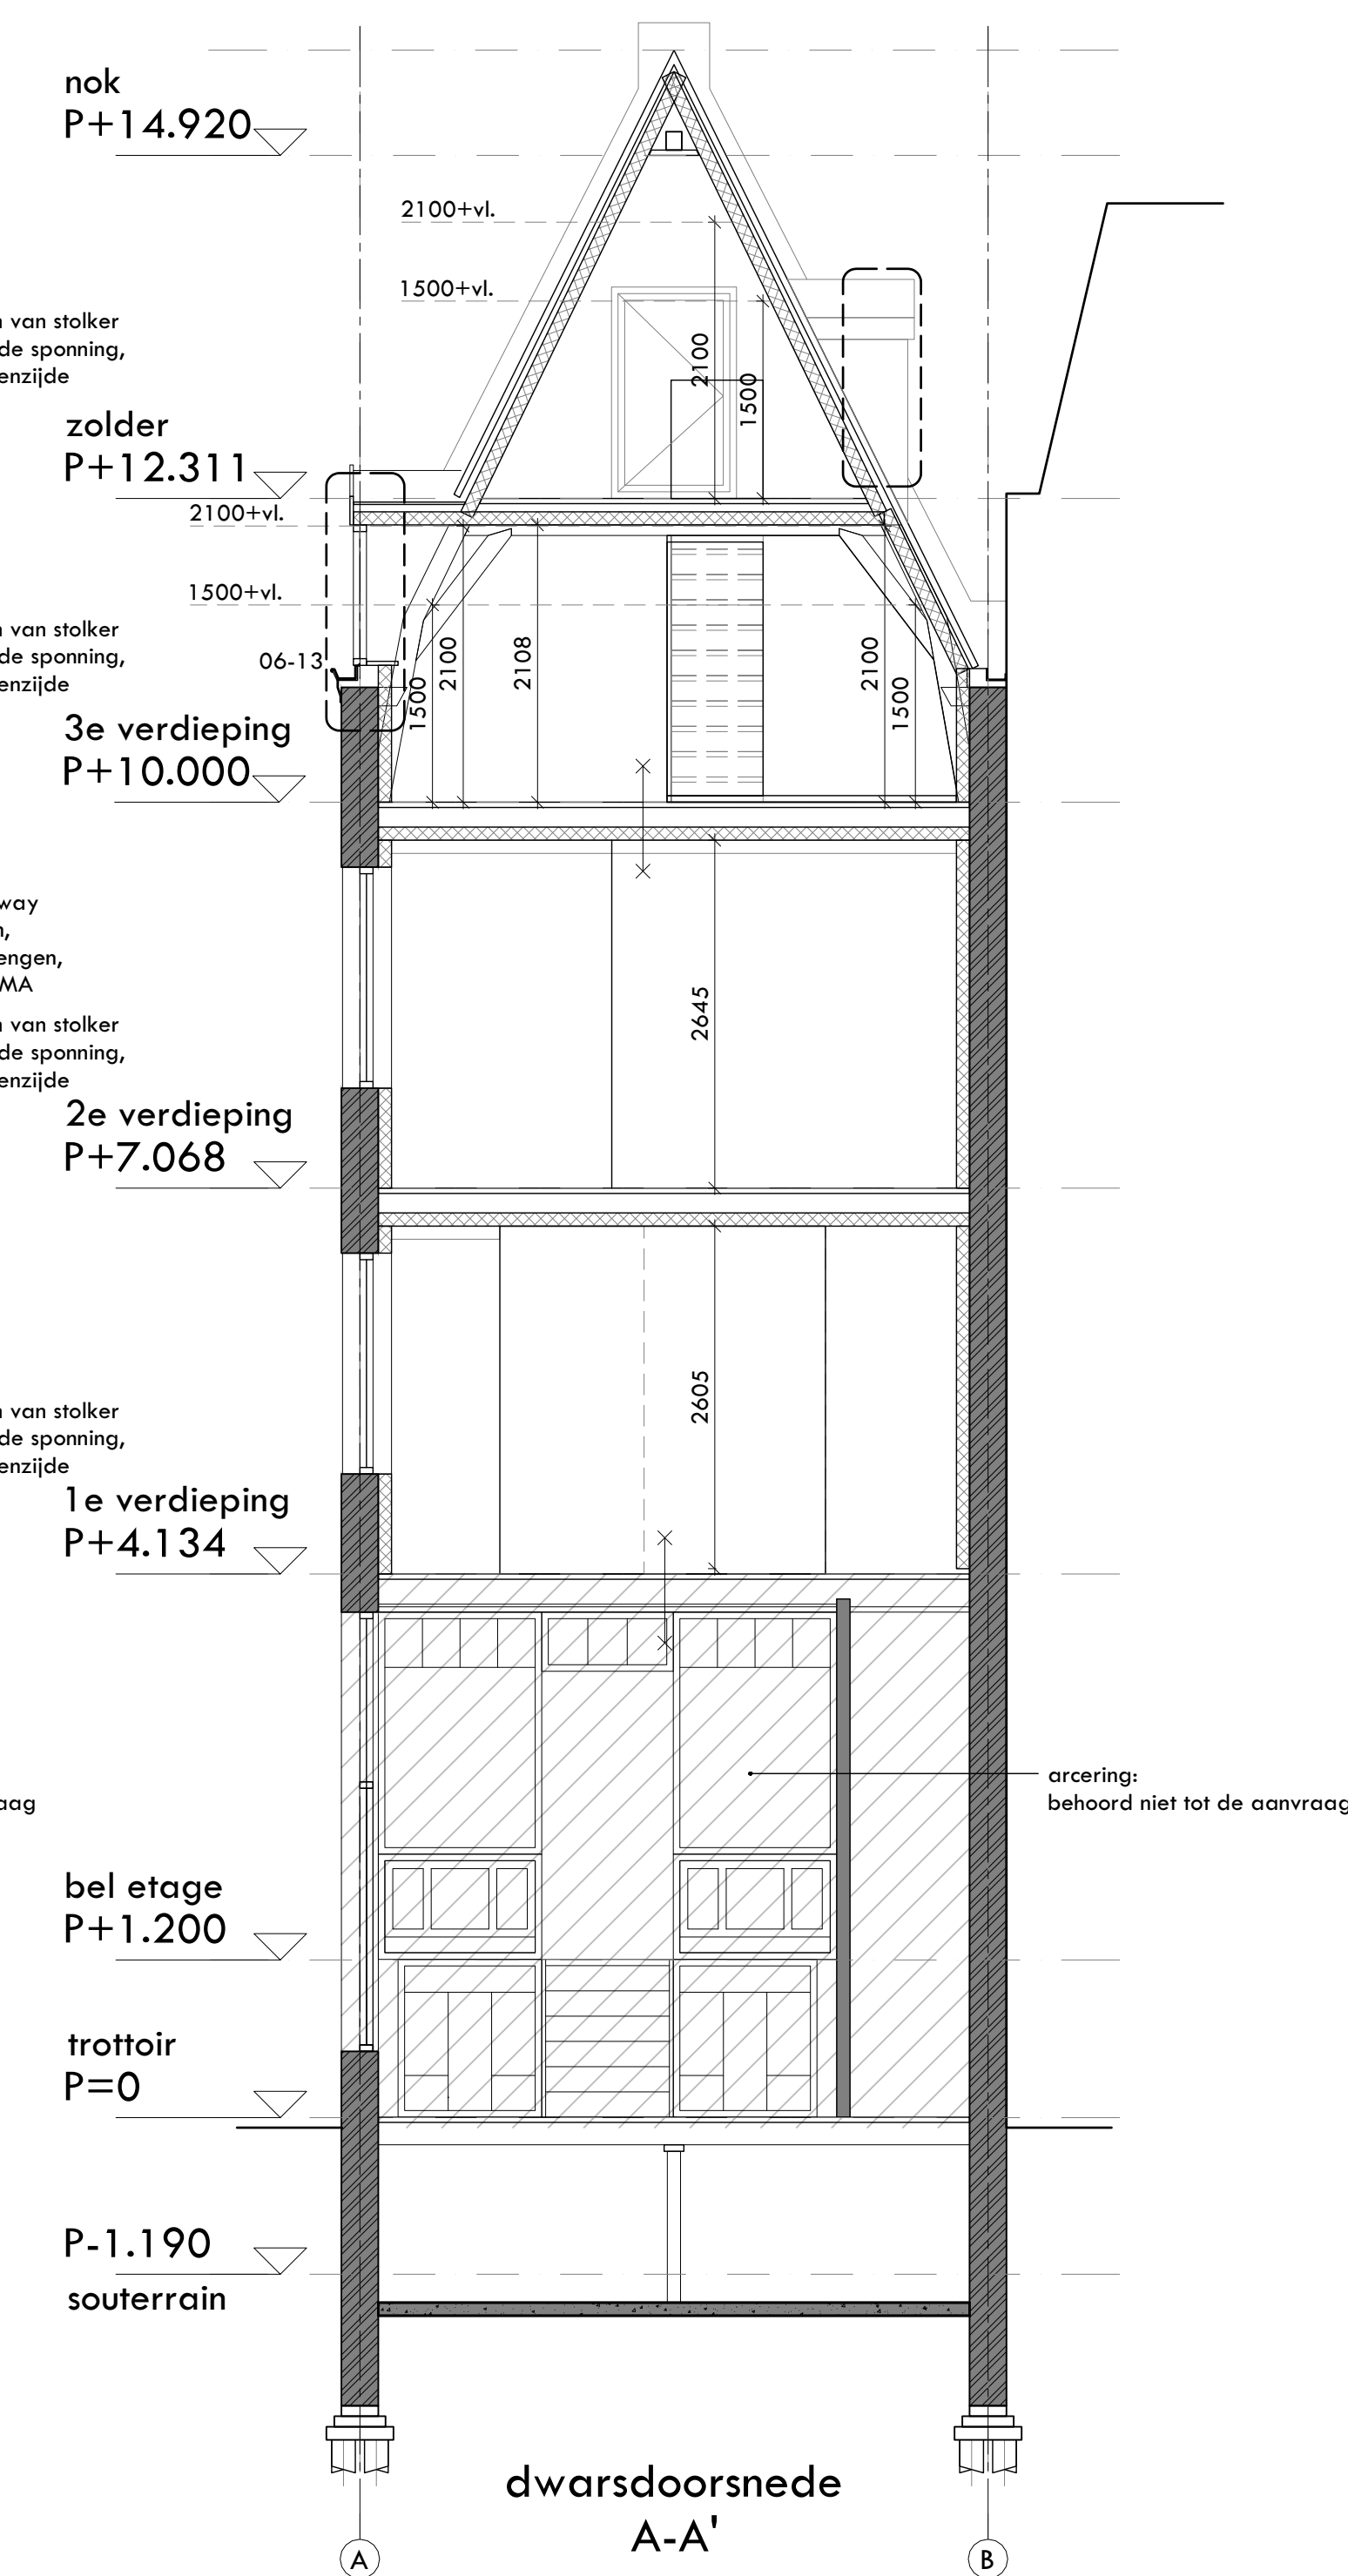 nok
P+14.920
2100+vl.
1500+vl.
2100
1500
van stolker
de sponning,
enzijde
zolder
P+12.311
2100+vl.
1500+vl.
van stolker
de sponning,
enzijde
06-13
1500
2100
2108
2100
1500
3e verdieping
P+10.000
way
engen,
MA
van stolker
de sponning,
enzijde
2645
2e verdieping
P+7.068
2605
van stolker
de sponning,
enzijde
1e verdieping
P+4.134
arcering:
behoord niet tot de aanvraag
aag
bel etage
P+1.200
trottoir
P=0
P-1.190
souterrain
dwarsdoorsnede
A-A'
A
B